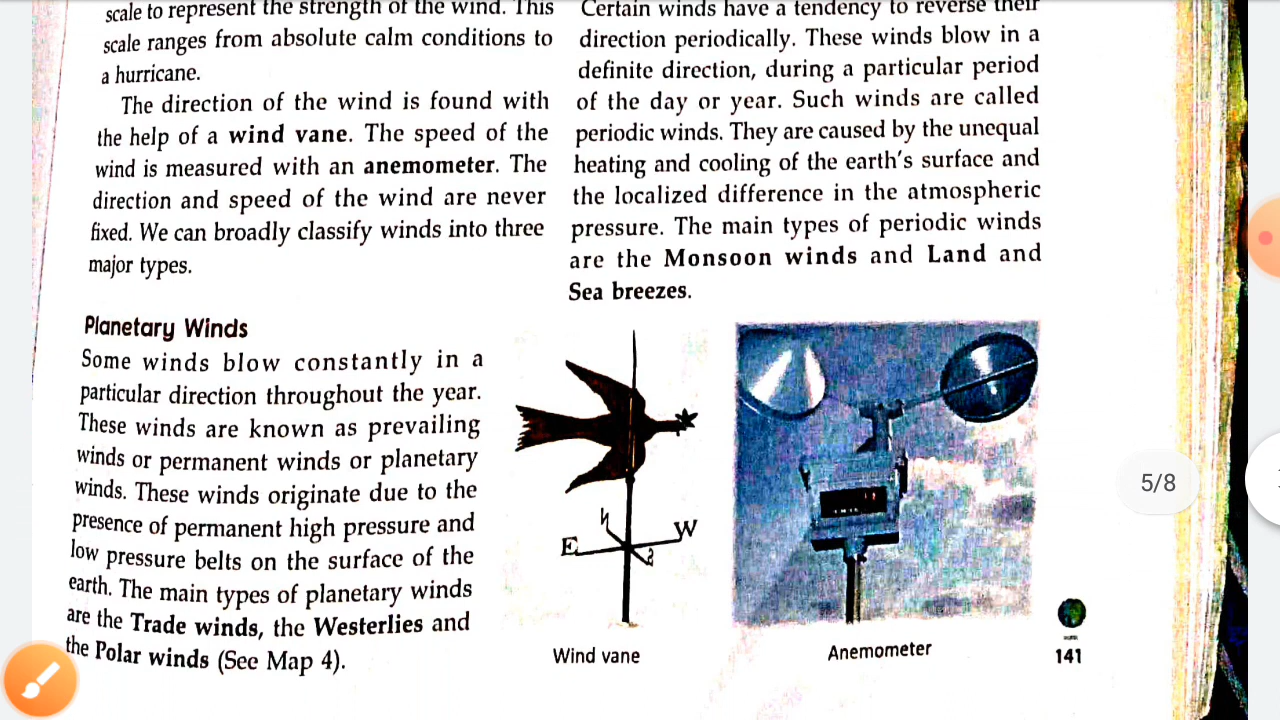 scale to represent the strength of the wind. This
scale ranges from absolute calm conditions to
a hurricane.
The direction of the wind is found with
the help of a wind vane. The speed of the
wind is measured with an anemometer. The
direction and speed of the wind are never
fixed. We can broadly classify winds into three
major types.
Planetary Winds
Some winds blow constantly in a
particular direction throughout the year.
These winds are known as prevailing
winds or permanent winds or planetary
winds. These winds originate due to the
presence of permanent high pressure and
low pressure belts on the surface of the
earth. The main types of planetary winds
are the Trade winds, the Westerlies and
the Polar winds (See Map 4).
Certain winds have a tendency to reverse their
direction periodically. These winds blow in a
definite direction, during a particular period
of the day or year. Such winds are called
periodic winds. They are caused by the unequal
heating and cooling of the earth's surface and
the localized difference in the atmospheric
pressure. The main types of periodic winds
are the Monsoon winds and Land and
Sea breezes.
E
W
Wind vane
Anemometer
141
5/8